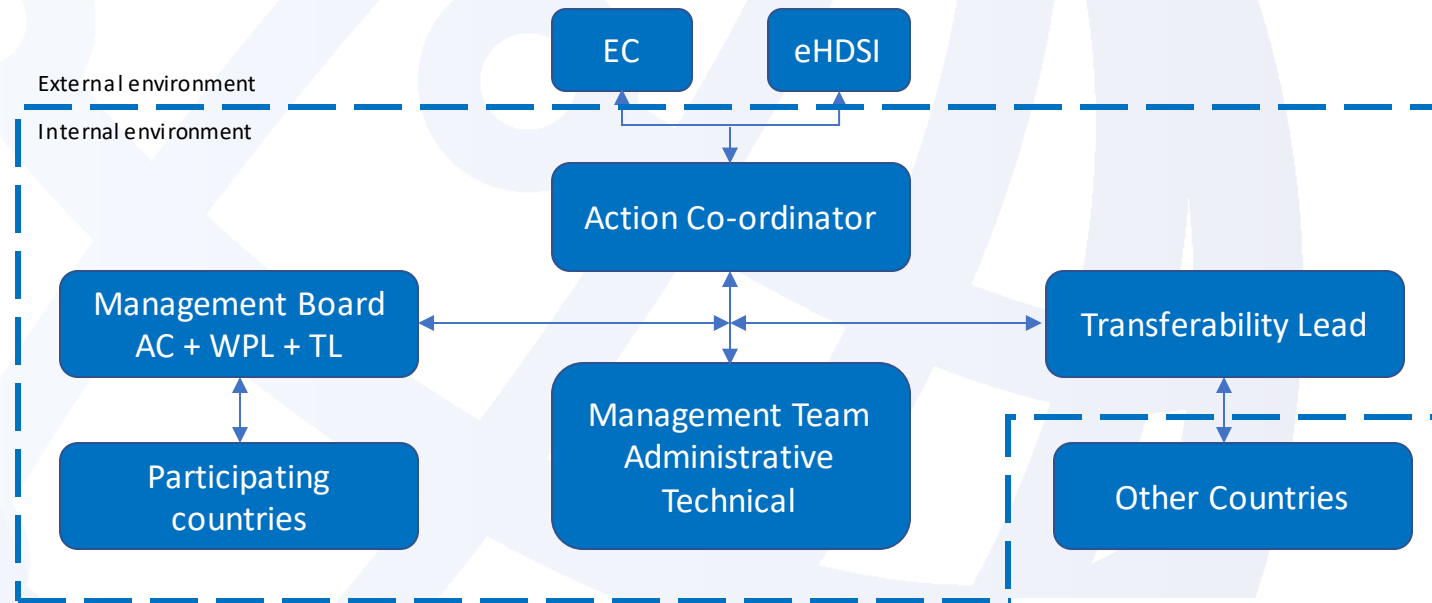 EC
eHDSI
External environment
Internal environment
Action Co-ordinator
Management Board
AC + WPL + TL
Transferability Lead
Management Team
Administrative
Technical
Participating
countries
Other Countries